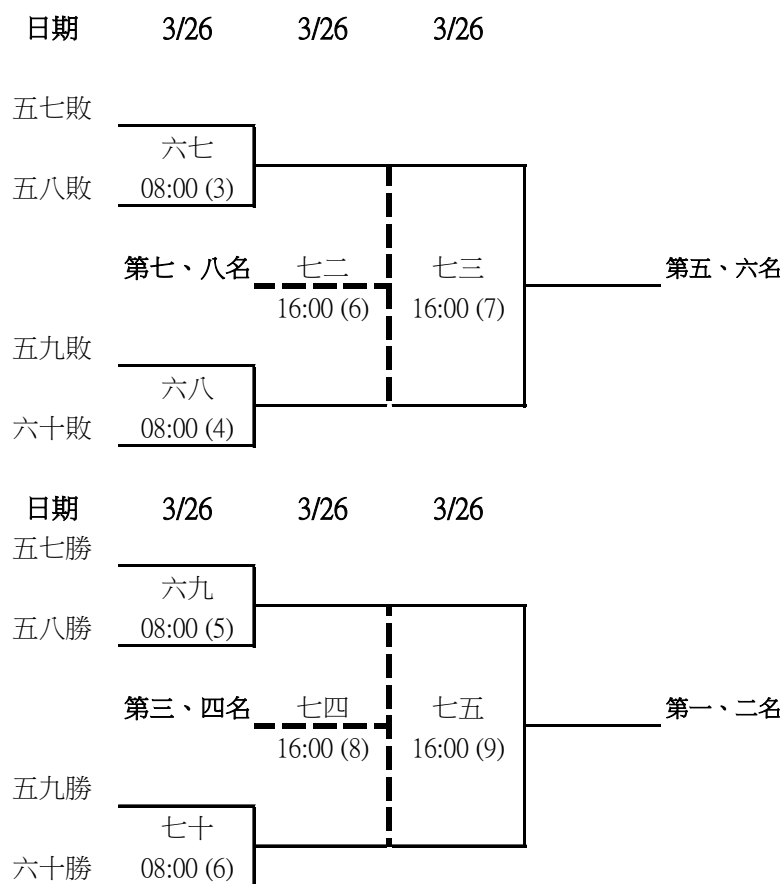 日期 3/26 3/26 3/26
五七敗
六七
五八敗 08:00 (3)
第七、八名 七二 七三 第五、六名
16:00 (6) 16:00 (7)
五九敗
六八
六十敗 08:00 (4)
日期 3/26 3/26 3/26
五七勝
六九
五八勝 08:00 (5)
第三、四名 七四 七五 第一、二名
16:00 (8) 16:00 (9)
五九勝
七十
六十勝 08:00 (6)